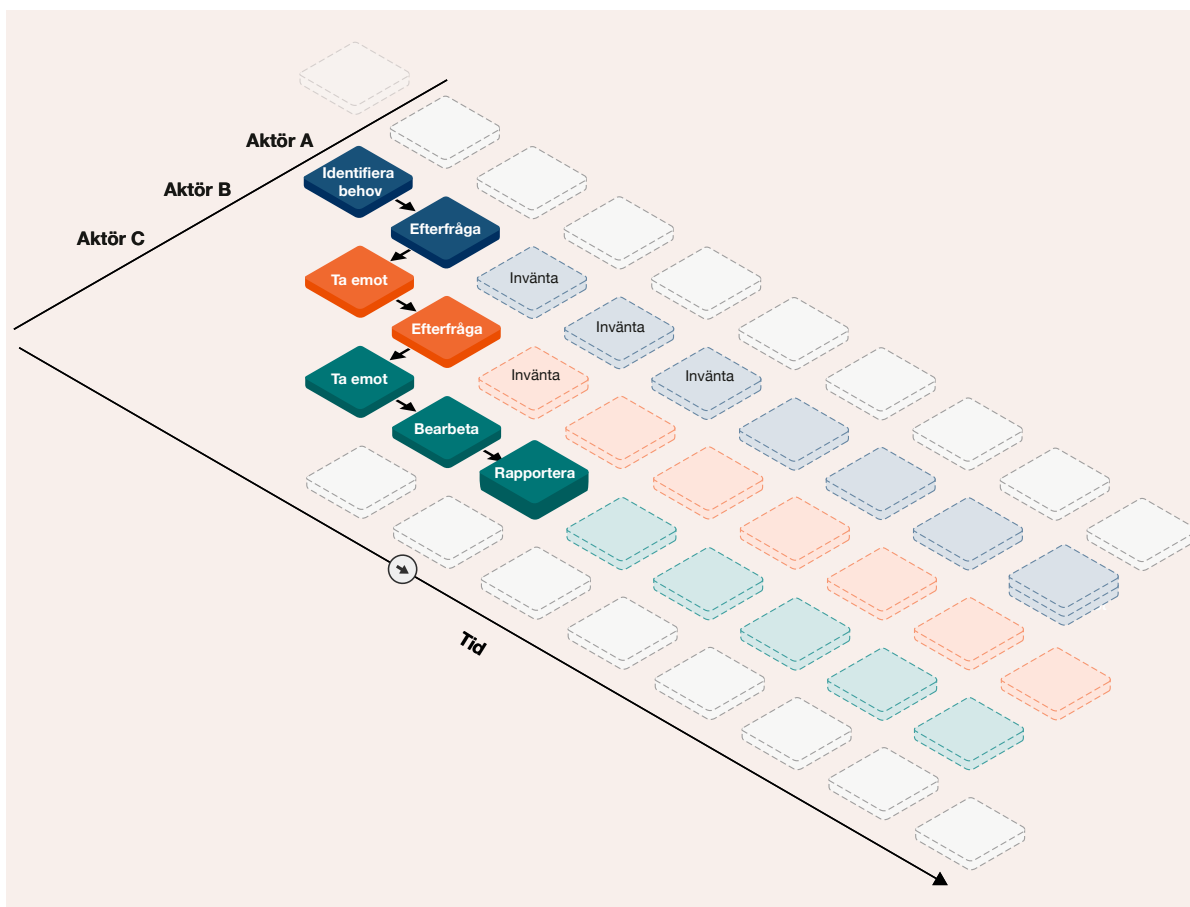 Aktör A
Identifiera
behov
Aktör B
Efterfråga
Aktör C
Ta emot
Invänta
Efterfråga
Invänta
Ta emot
Invänta
Invänta
Bearbeta
Rapportera
Tid